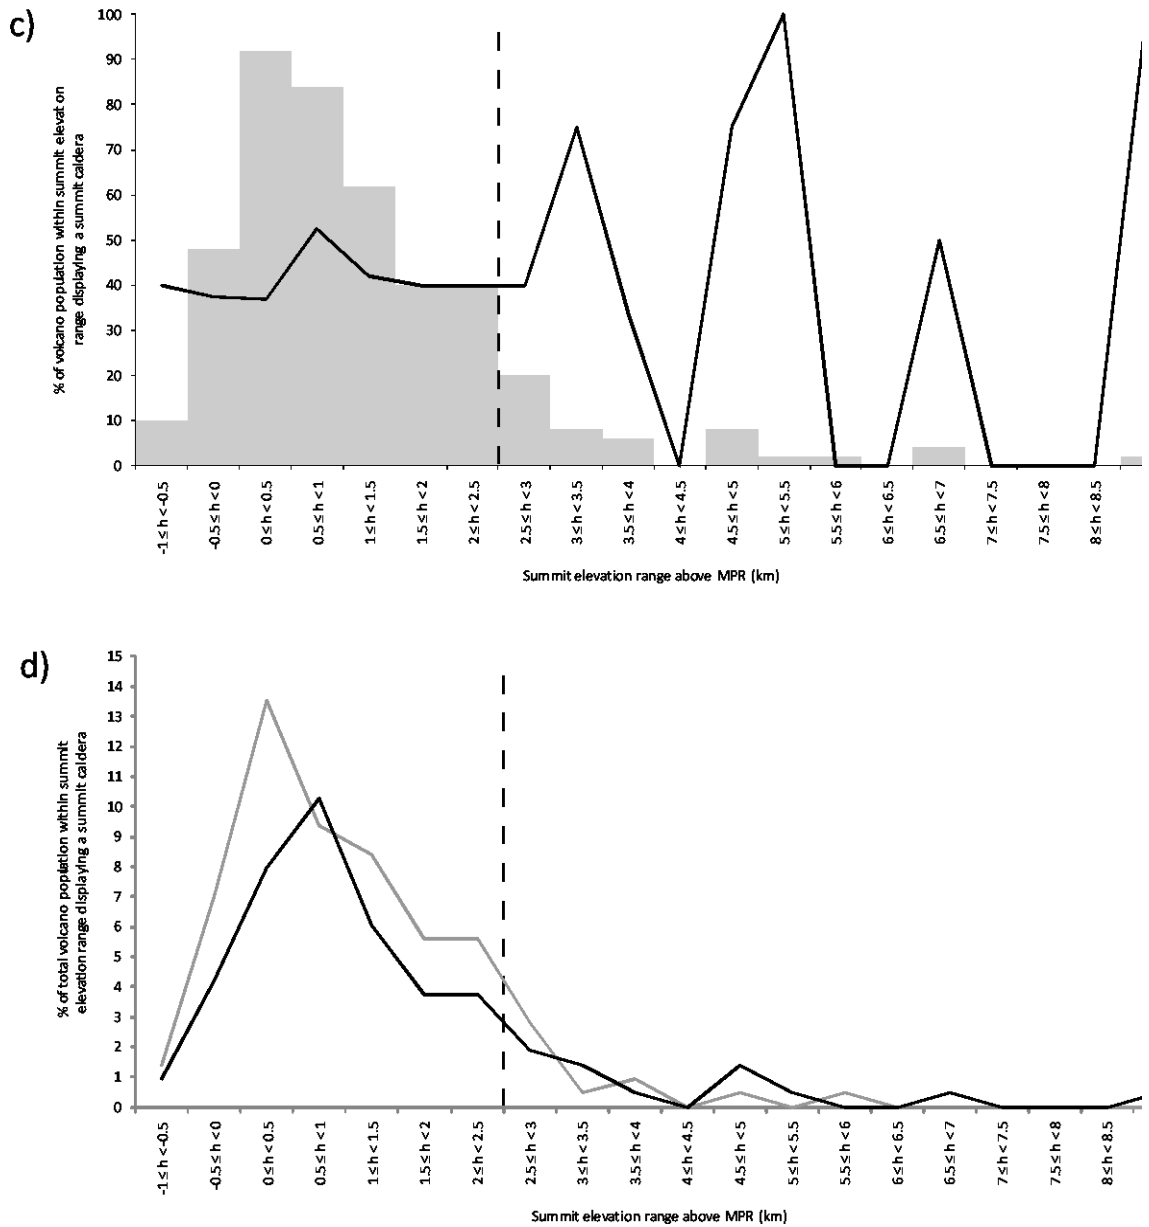 c)
100
90
80
70
60
50
40
30
20
10
0
% of volcano population within summit elevation
range displaying a summit caldera
-1 ≤ h < -0.5
-0.5 ≤ h < 0
0 ≤ h < 0.5
0.5 ≤ h < 1
1 ≤ h < 1.5
1.5 ≤ h < 2
2 ≤ h < 2.5
2.5 ≤ h < 3
3 ≤ h < 3.5
3.5 ≤ h < 4
4 ≤ h < 4.5
4.5 ≤ h < 5
5 ≤ h < 5.5
5.5 ≤ h < 6
6 ≤ h < 6.5
6.5 ≤ h < 7
7 ≤ h < 7.5
7.5 ≤ h < 8
8 ≤ h < 8.5
Summit elevation range above MPR (km)
d)
15
14
13
12
11
10
9
8
7
6
5
4
3
2
1
0
% of total volcano population within summit
elevation range displaying a summit caldera
-1 ≤ h < -0.5
-0.5 ≤ h < 0
0 ≤ h < 0.5
0.5 ≤ h < 1
1 ≤ h < 1.5
1.5 ≤ h < 2
2 ≤ h < 2.5
2.5 ≤ h < 3
3 ≤ h < 3.5
3.5 ≤ h < 4
4 ≤ h < 4.5
4.5 ≤ h < 5
5 ≤ h < 5.5
5.5 ≤ h < 6
6 ≤ h < 6.5
6.5 ≤ h < 7
7 ≤ h < 7.5
7.5 ≤ h < 8
8 ≤ h < 8.5
Summit elevation range above MPR (km)